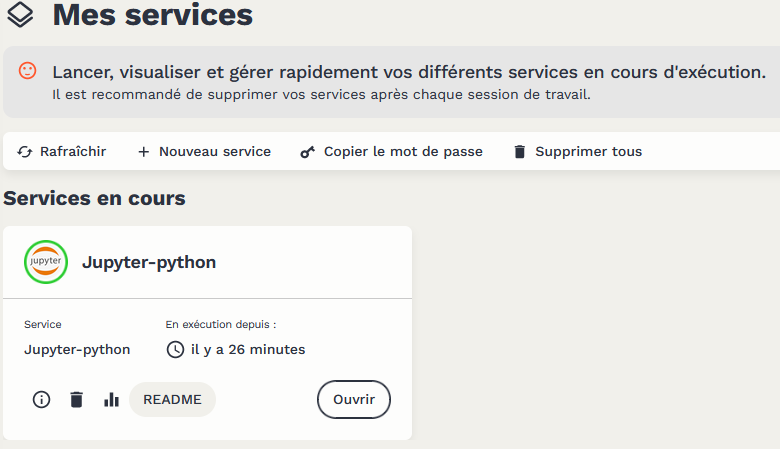 Mes services
Lancer, visualiser et gérer rapidement vos différents services en cours d'exécution.
Il est recommandé de supprimer vos services après chaque session de travail.
Rafraîchir
Nouveau service
Copier le mot de passe
Supprimer tous
Services en cours
jupyter
Jupyter-python
Service
En exécution depuis :
Jupyter-python
il y a 26 minutes
README
Ouvrir